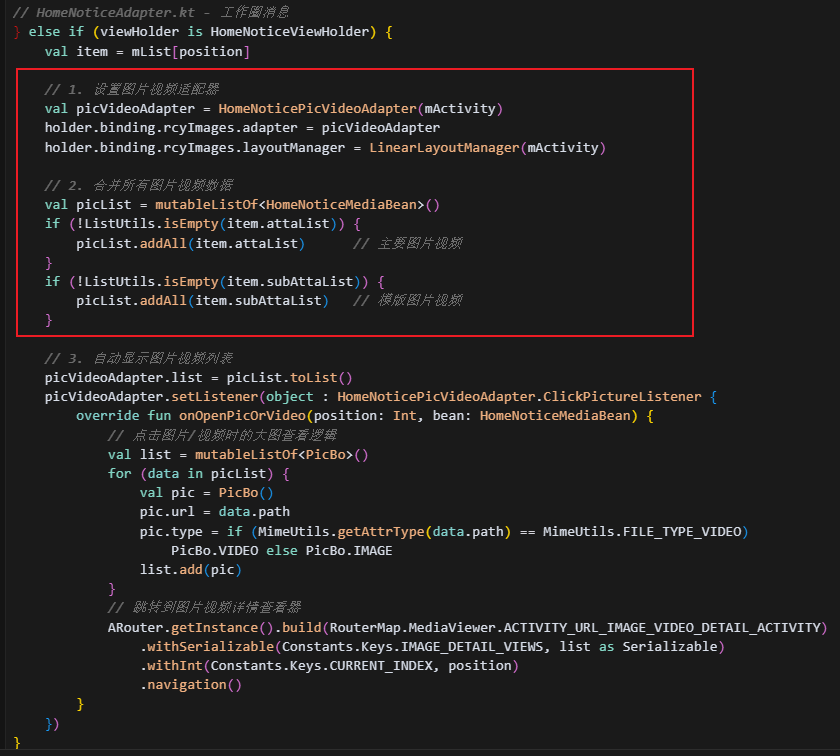 // HomeNoticeAdapter.kt - 工作圈消息
} else if (viewHolder is HomeNoticeViewHolder) {
val item = mList[position]
// 1. 设置图片视频适配器
val picVideoAdapter = HomeNoticePicVideoAdapter(mActivity)
holder.binding.rcyImages.adapter = picVideoAdapter
holder.binding.rcyImages.layoutManager = LinearLayoutManager(mActivity)
// 2. 合并所有图片视频数据
val picList = mutableListOf<HomeNoticeMediaBean>()
if (!ListUtils.isEmpty(item.attaList)) {
picList.addAll(item.attaList)      // 主要图片视频
}
if (!ListUtils.isEmpty(item.subAttaList)) {
picList.addAll(item.subAttaList)   // 模版图片视频
}
// 3. 自动显示图片视频列表
picVideoAdapter.list = picList.toList()
picVideoAdapter.setListener(object : HomeNoticePicVideoAdapter.ClickPictureListener {
override fun onOpenPicOrVideo(position: Int, bean: HomeNoticeMediaBean) {
// 点击图片/视频时的大图查看逻辑
val list = mutableListOf<PicBo>()
for (data in picList) {
val pic = PicBo()
pic.url = data.path
pic.type = if (MimeUtils.getAttrType(data.path) == MimeUtils.FILE_TYPE_VIDEO)
PicBo.VIDEO else PicBo.IMAGE
list.add(pic)
}
// 跳转到图片视频详情查看器
ARouter.getInstance().build(RouterMap.MediaViewer.ACTIVITY_URL_IMAGE_VIDEO_DETAIL_ACTIVITY)
.withSerializable(Constants.Keys.IMAGE_DETAIL_VIEWS, list as Serializable)
.withInt(Constants.Keys.CURRENT_INDEX, position)
.navigation()
}
})
}